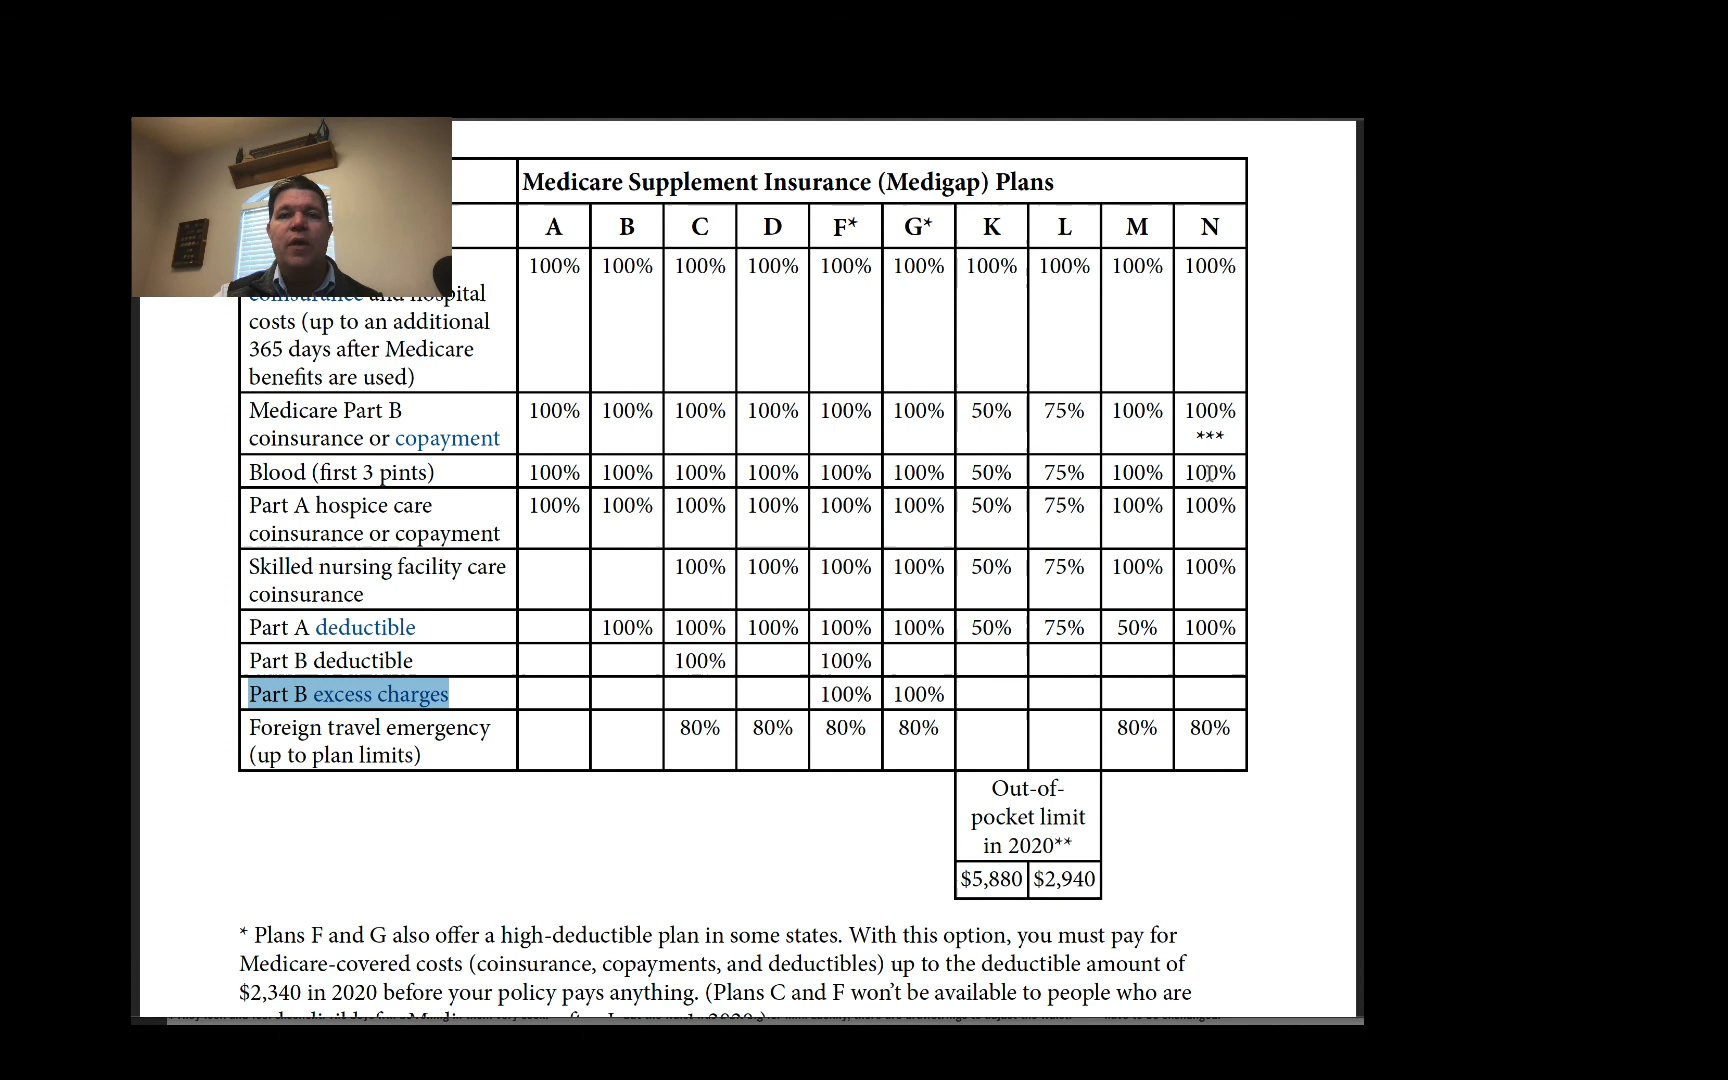 Medicare Supplement Insurance (Medigap) Plans
A B C D F* G* K L M N
100% 100% 100% 100% 100% 100% 100% 100% 100% 100%
coinsurance and hospital
costs (up to an additional
365 days after Medicare
benefits are used)
Medicare Part B 100% 100% 100% 100% 100% 100% 50% 75% 100% 100%
coinsurance or copayment ***
Blood (first 3 pints) 100% 100% 100% 100% 100% 100% 50% 75% 100% 100%
Part A hospice care 100% 100% 100% 100% 100% 100% 50% 75% 100% 100%
coinsurance or copayment
Skilled nursing facility care 100% 100% 100% 100% 50% 75% 100% 100%
coinsurance
Part A deductible 100% 100% 100% 100% 100% 50% 75% 50% 100%
Part B deductible 100% 100%
Part B excess charges 100% 100%
Foreign travel emergency 80% 80% 80% 80% 80% 80%
(up to plan limits)
Out-of-
pocket limit
in 2020**
$5,880 $2,940
* Plans F and G also offer a high-deductible plan in some states. With this option, you must pay for
Medicare-covered costs (coinsurance, copayments, and deductibles) up to the deductible amount of
$2,340 in 2020 before your policy pays anything. (Plans C and F won't be available to people who are